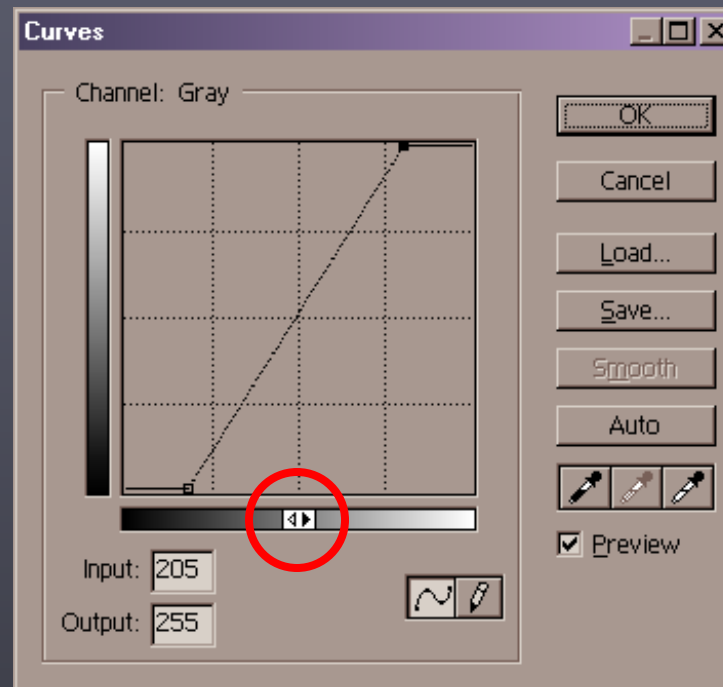 Curves
Channel: Gray
OK
Cancel
Load...
Save...
Smooth
Auto
Preview
Input: 205
Output: 255